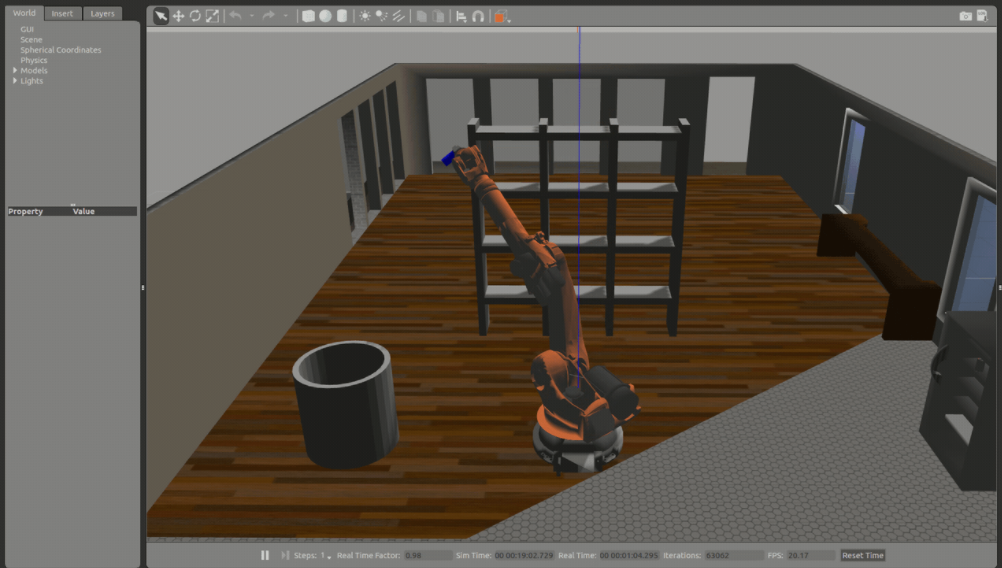 World Insert Layers
GUI
Scene
Spherical Coordinates
Physics
Models
Lights
Property Value
Steps: 1 Real Time Factor: 0.98 Sim Time: 00 00:19:02.729 Real Time: 00 00:01:04.295 Iterations: 63062 FPS: 20.17 Reset Time